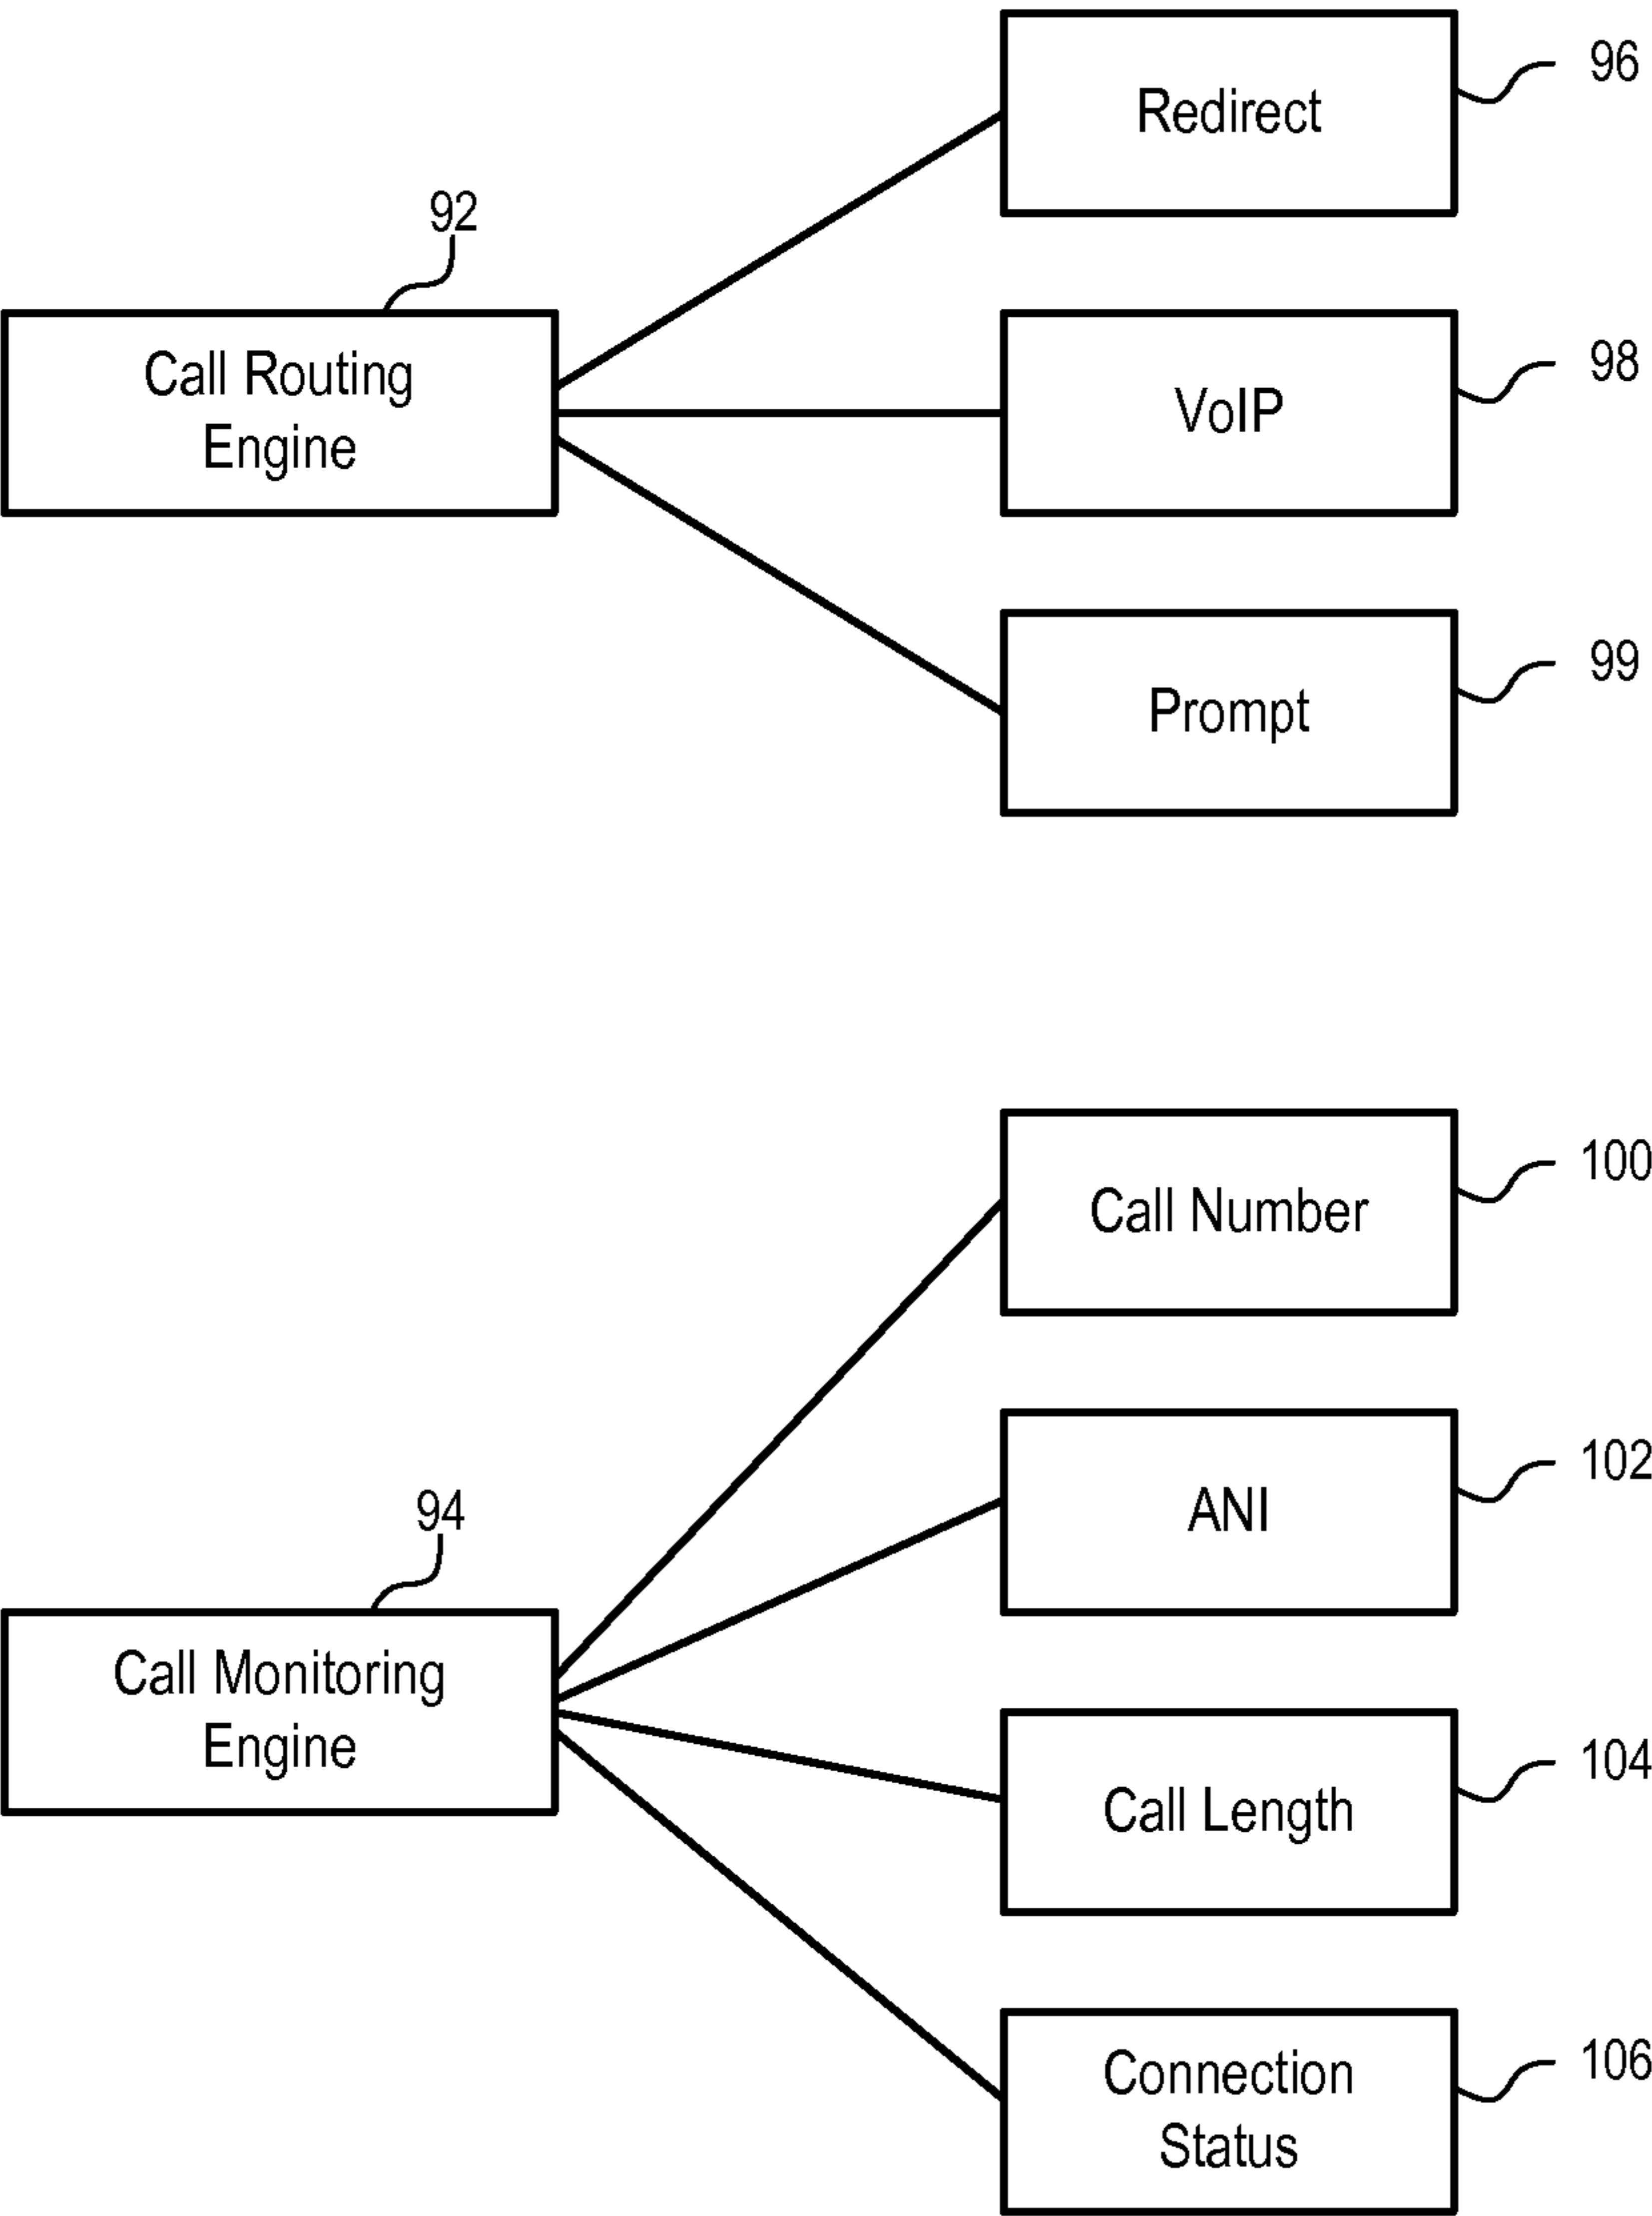 96
Redirect
92
Call Routing
Engine
98
VoIP
99
Prompt
100
Call Number
102
ANI
94
Call Monitoring
Engine
104
Call Length
106
Connection
Status